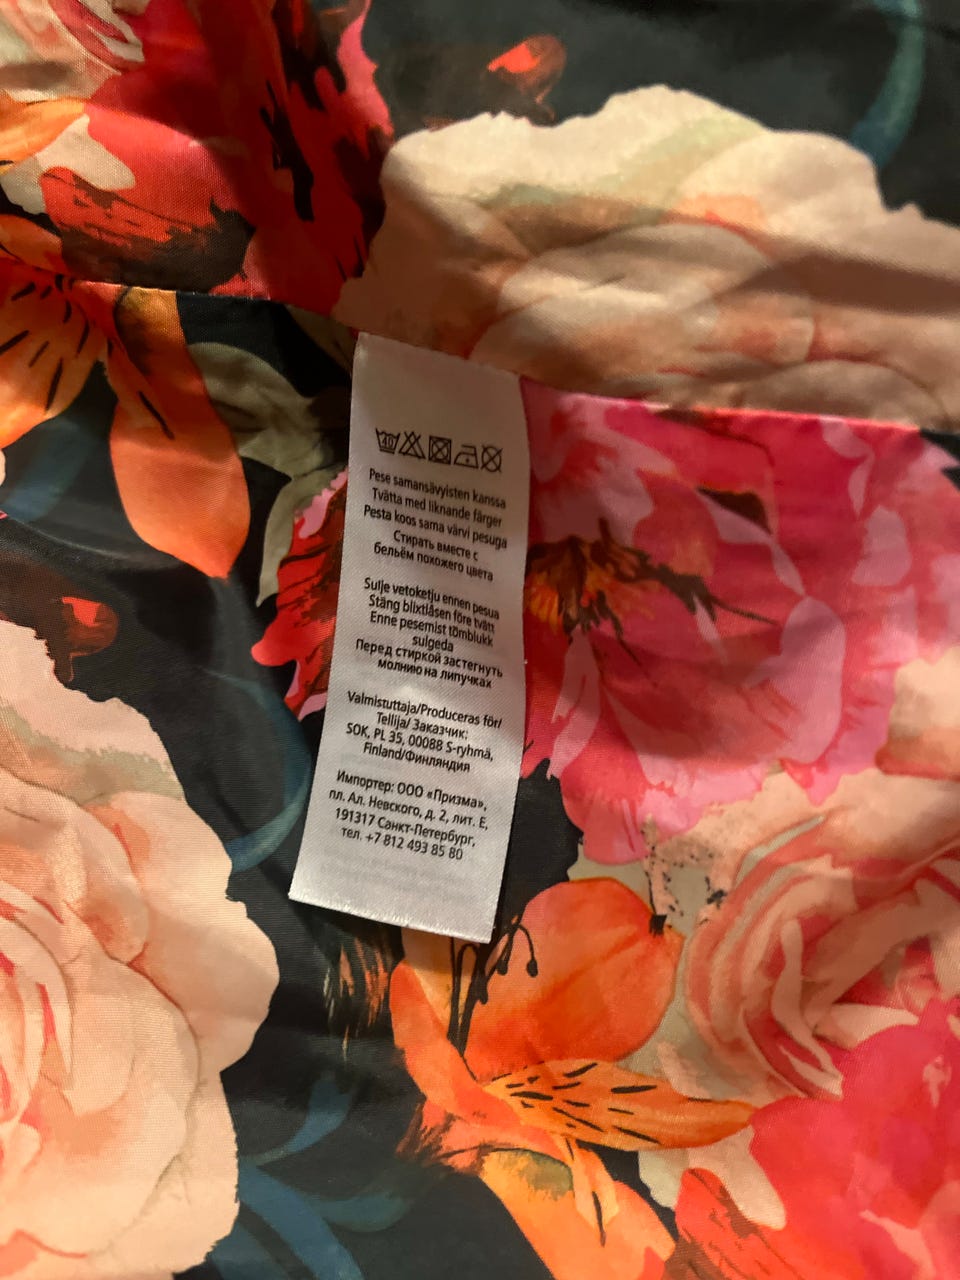 40
Pese samansävyisten kanssa
Tvätta med liknande färger
Pesta koos sama värvi pesuga
Стирать вместе с
бельём похожего цвета
Sulje vetoketju ennen pesua
Stäng blixtlåsen före tvätt
Enne pesemist tõmblukk
sulgeda
Перед стиркой застегнуть
молнию на липучках
Valmistuttaja/Produceras för/
Tellija/ Заказчик:
SOK, PL 35, 00088 S-ryhmä,
Finland/Финляндия
Импортер: ООО «Призма»,
пл. Ал. Невского, д. 2, лит. Е,
191317 Санкт-Петербург,
тел. +7 812 493 85 80